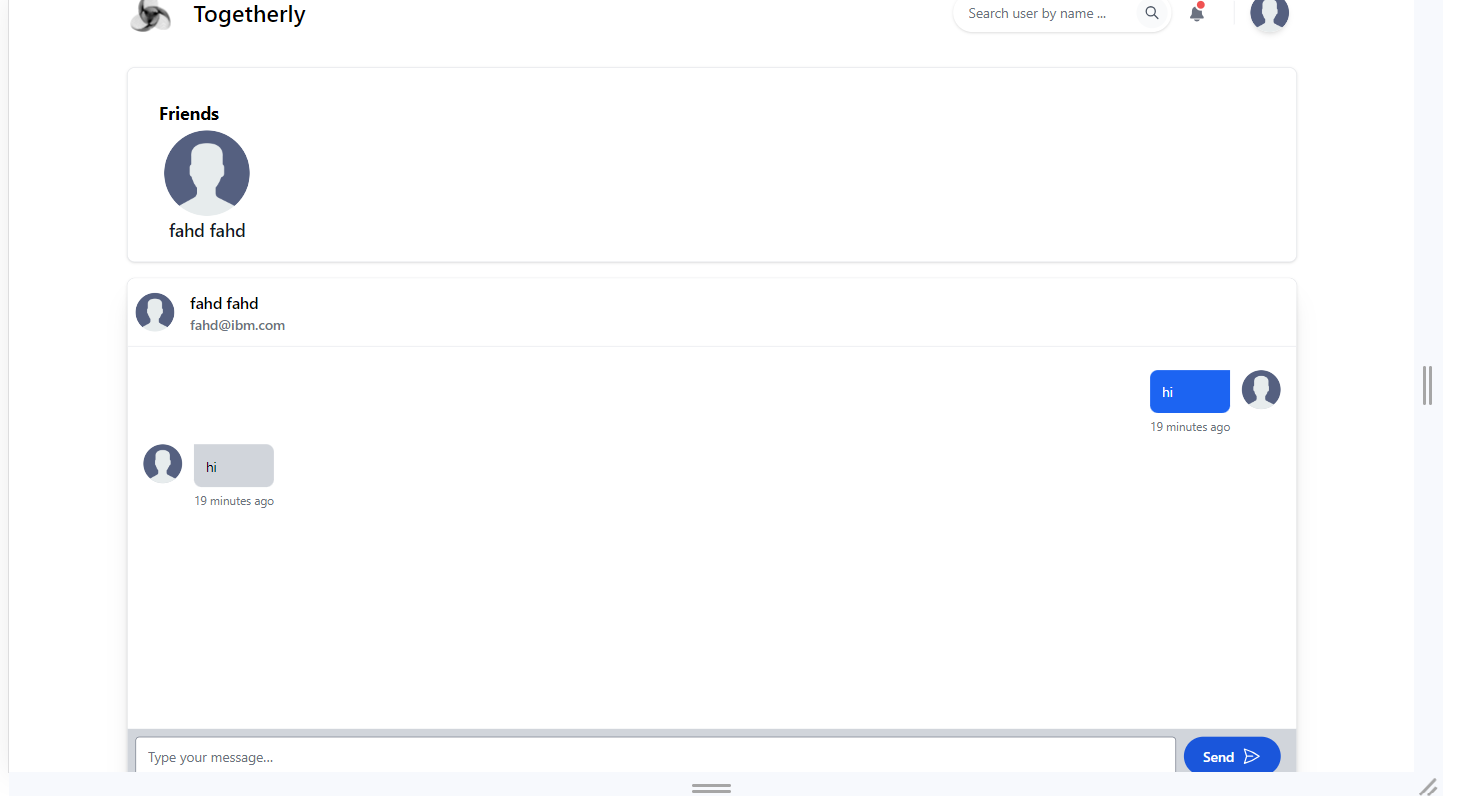 Togetherly
Search user by name ...
Friends
fahd fahd
fahd fahd
fahd@ibm.com
hi
19 minutes ago
hi
19 minutes ago
Type your message...
Send